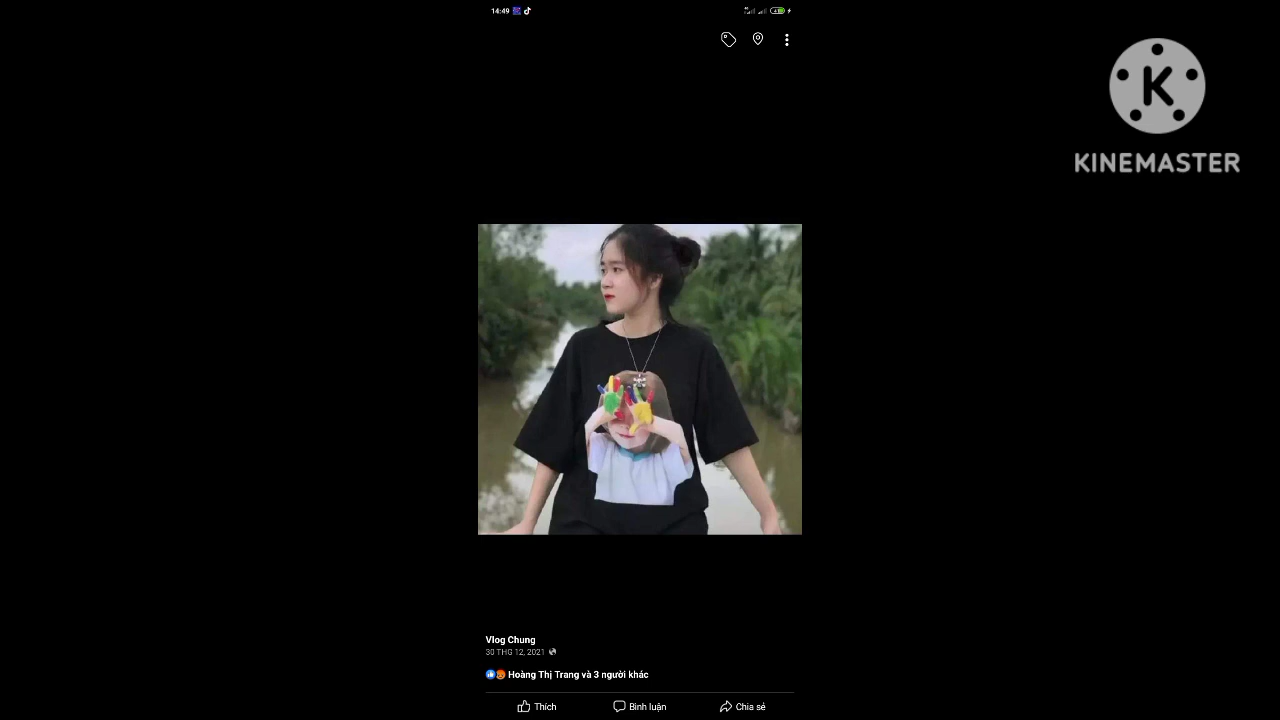 14:49
K
KINEMASTER
Vlog Chung
30 THG 12, 2021
Hoàng Thị Trang và 3 người khác
Thích
Bình luận
Chia sẻ